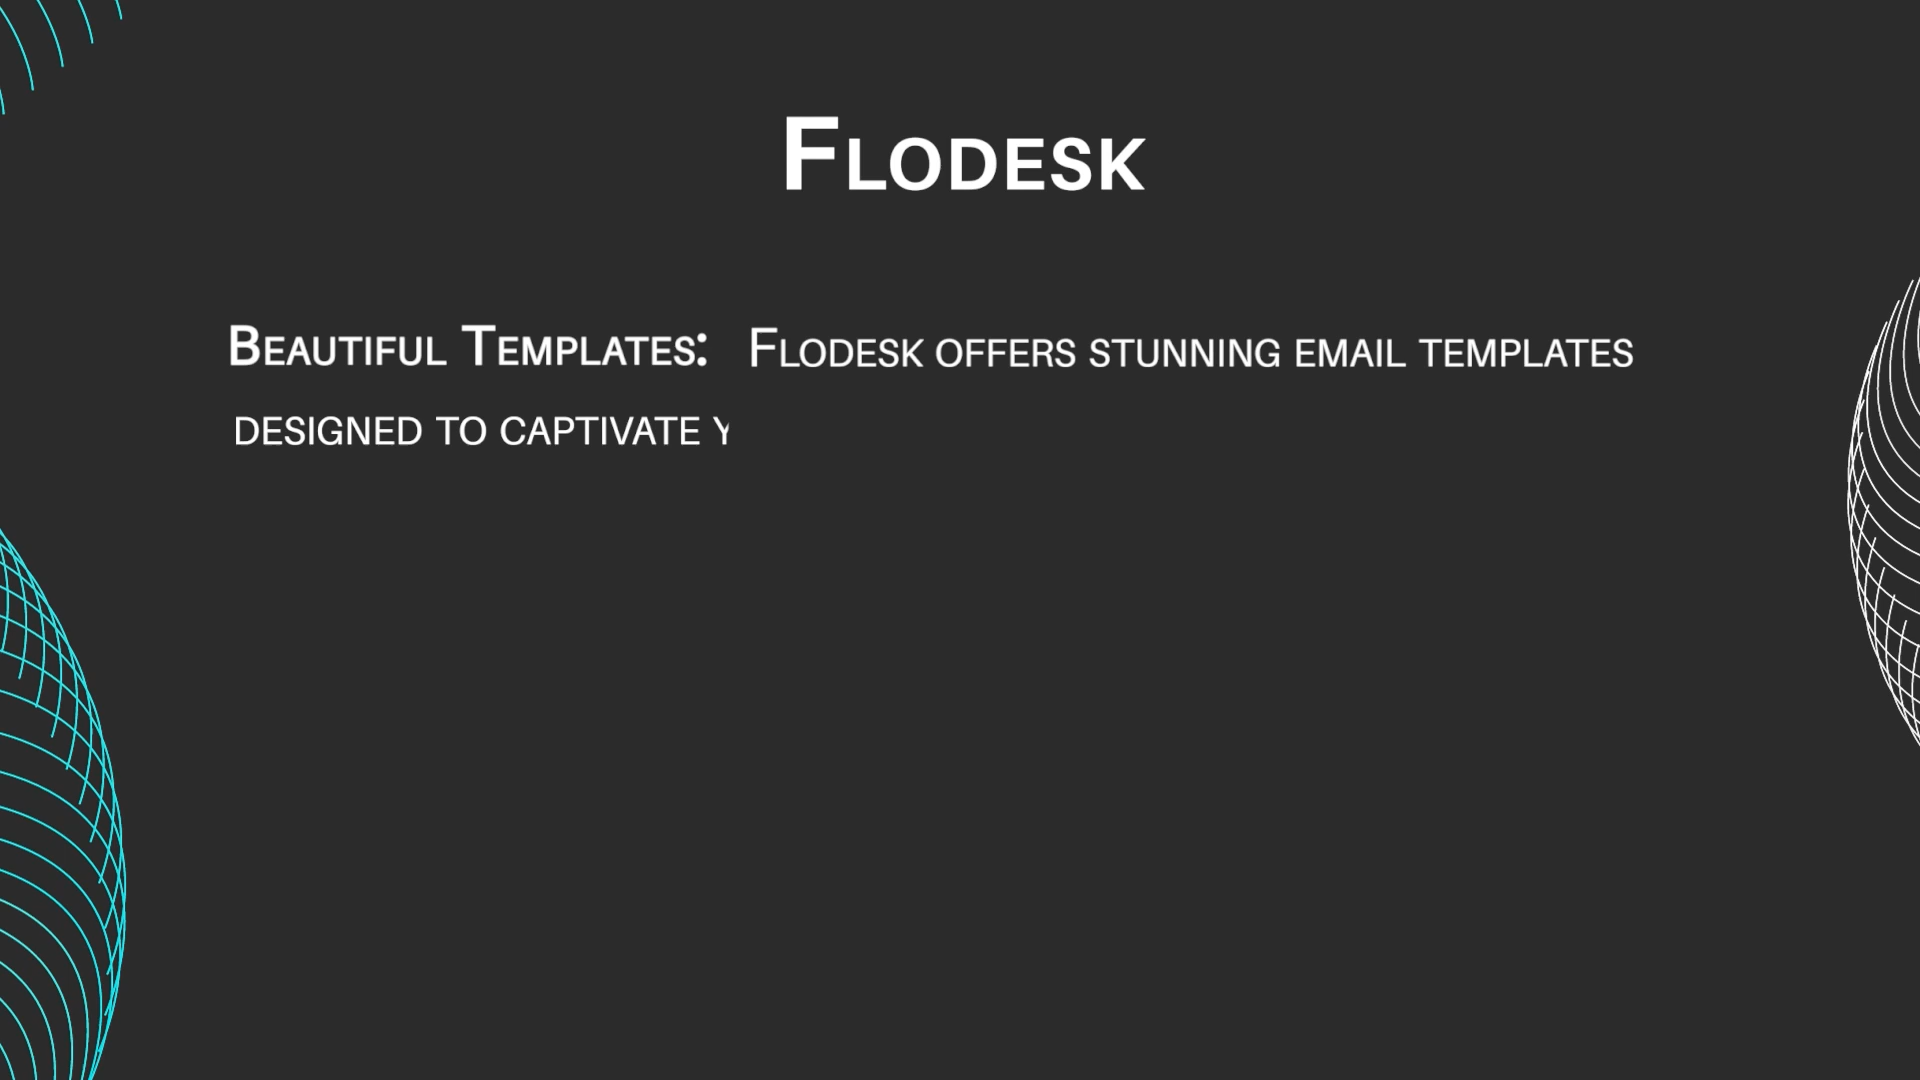 Flodesk
Beautiful Templates: Flodesk offers stunning email templates
designed to captivate